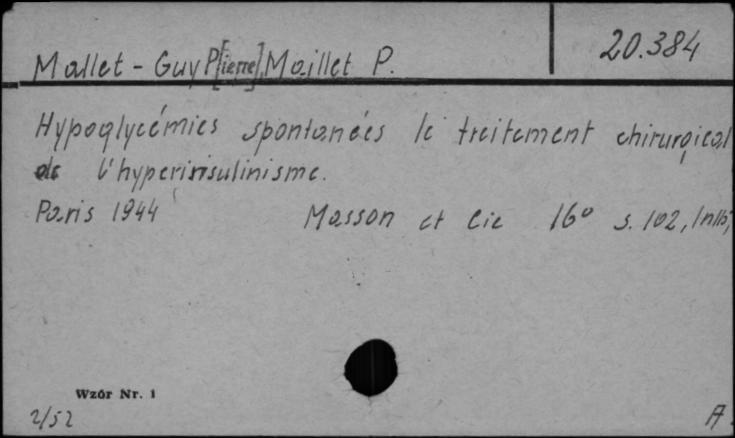 20.384
Mallet - Guy P[ierre], Maillet P.
Hypoglycémies spontanées le traitement chirurgical
de l'hyperinsulinisme.
Paris 1944 Masson et Cie 16° s. 102, /nlb,
Wzór Nr. 1
2/52 A.